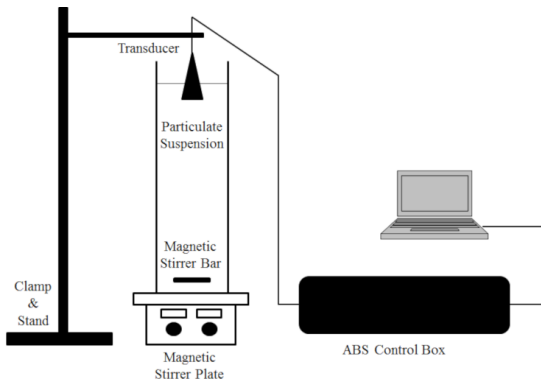 Transducer
Particulate
Suspension
Magnetic
Stirrer Bar
Clamp
&
Stand
ABS Control Box
Magnetic
Stirrer Plate